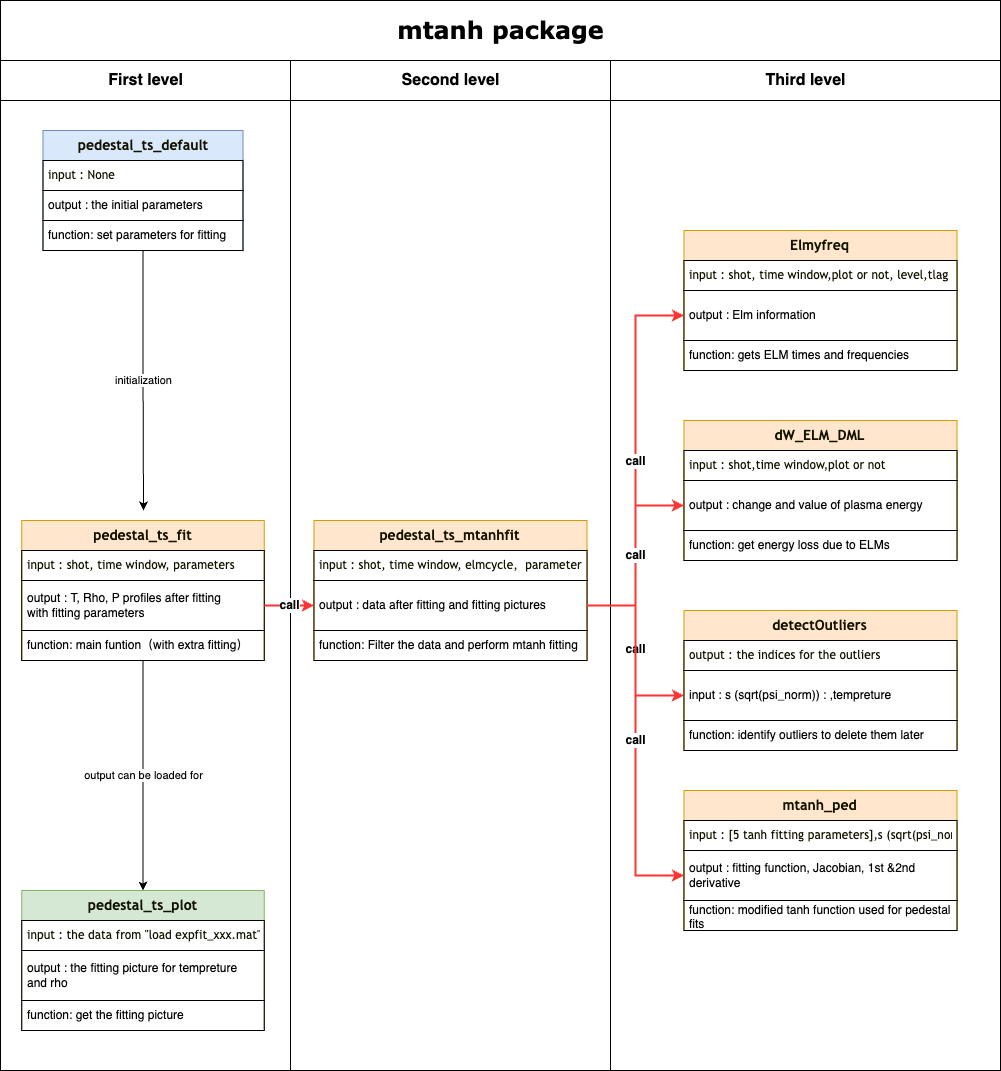 mtanh package
First level
Second level
Third level
pedestal_ts_default
input : None
output : the initial parameters
function: set parameters for fitting
initialization
pedestal_ts_fit
input : shot, time window, parameters
output : T, Rho, P profiles after fitting
with fitting parameters
function: main funtion（with extra fitting）
output can be loaded for
pedestal_ts_plot
input : the data from "load expfit_xxx.mat"
output : the fitting picture for tempreture
and rho
function: get the fitting picture
call
pedestal_ts_mtanhfit
input : shot, time window, elmcycle，parameter
output : data after fitting and fitting pictures
function: Filter the data and perform mtanh fitting
call
call
call
call
Elmyfreq
input : shot, time window,plot or not, level,tlag
output : Elm information
function: gets ELM times and frequencies
dW_ELM_DML
input : shot,time window,plot or not
output : change and value of plasma energy
function: get energy loss due to ELMs
detectOutliers
output : the indices for the outliers
input : s (sqrt(psi_norm)) : ,tempreture
function: identify outliers to delete them later
mtanh_ped
input : [5 tanh fitting parameters],s (sqrt(psi_nor
output : fitting function, Jacobian, 1st &2nd
derivative
function: modified tanh function used for pedestal
fits